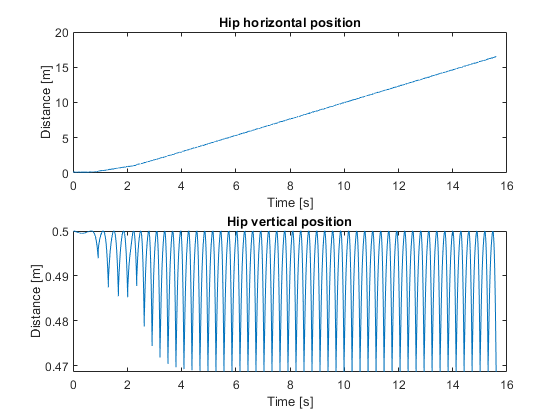 Hip horizontal position
20
15
10
5
0
Distance [m]
0 2 4 6 8 10 12 14 16
Time [s]
Hip vertical position
0.5
0.49
0.48
0.47
Distance [m]
0 2 4 6 8 10 12 14 16
Time [s]